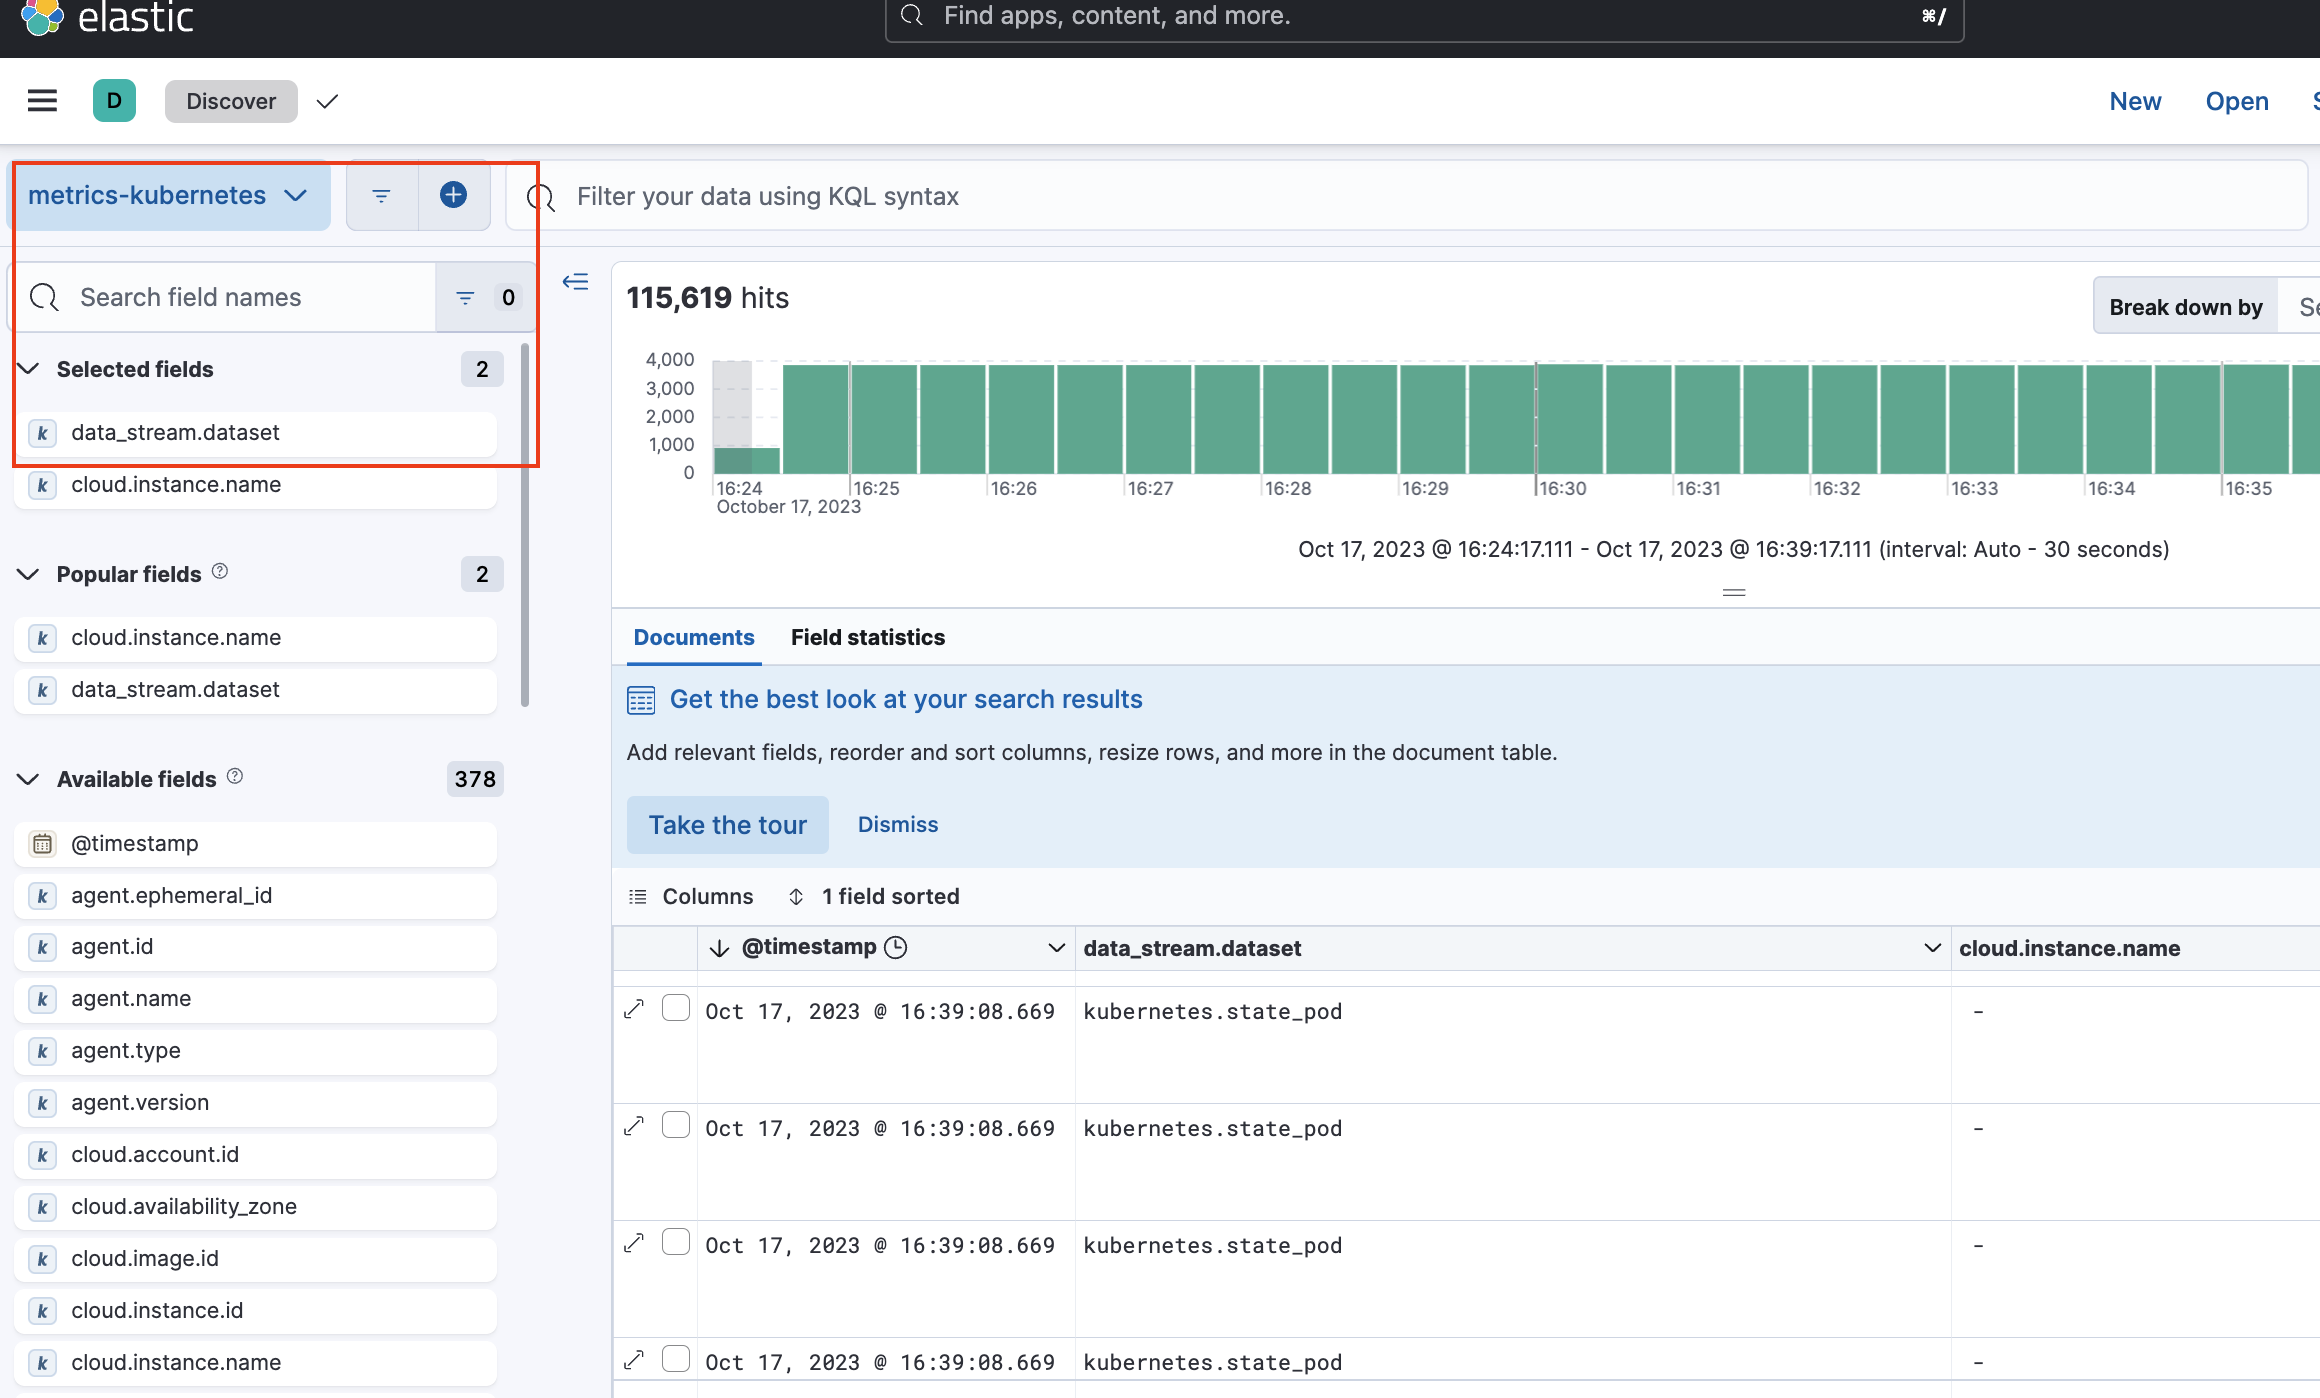 elastic
Find apps, content, and more.
⌘/
D
Discover
New
Open
metrics-kubernetes
Filter your data using KQL syntax
Search field names
0
Selected fields
2
k data_stream.dataset
k cloud.instance.name
Popular fields
2
k cloud.instance.name
k data_stream.dataset
Available fields
378
@timestamp
k agent.ephemeral_id
k agent.id
k agent.name
k agent.type
k agent.version
k cloud.account.id
k cloud.availability_zone
k cloud.image.id
k cloud.instance.id
k cloud.instance.name
115,619 hits
Break down by
4,000
3,000
2,000
1,000
0
16:24 16:25 16:26 16:27 16:28 16:29 16:30 16:31 16:32 16:33 16:34 16:35
October 17, 2023
Oct 17, 2023 @ 16:24:17.111 - Oct 17, 2023 @ 16:39:17.111 (interval: Auto - 30 seconds)
Documents Field statistics
Get the best look at your search results
Add relevant fields, reorder and sort columns, resize rows, and more in the document table.
Take the tour Dismiss
Columns 1 field sorted
@timestamp data_stream.dataset cloud.instance.name
Oct 17, 2023 @ 16:39:08.669 kubernetes.state_pod -
Oct 17, 2023 @ 16:39:08.669 kubernetes.state_pod -
Oct 17, 2023 @ 16:39:08.669 kubernetes.state_pod -
Oct 17, 2023 @ 16:39:08.669 kubernetes.state_pod -